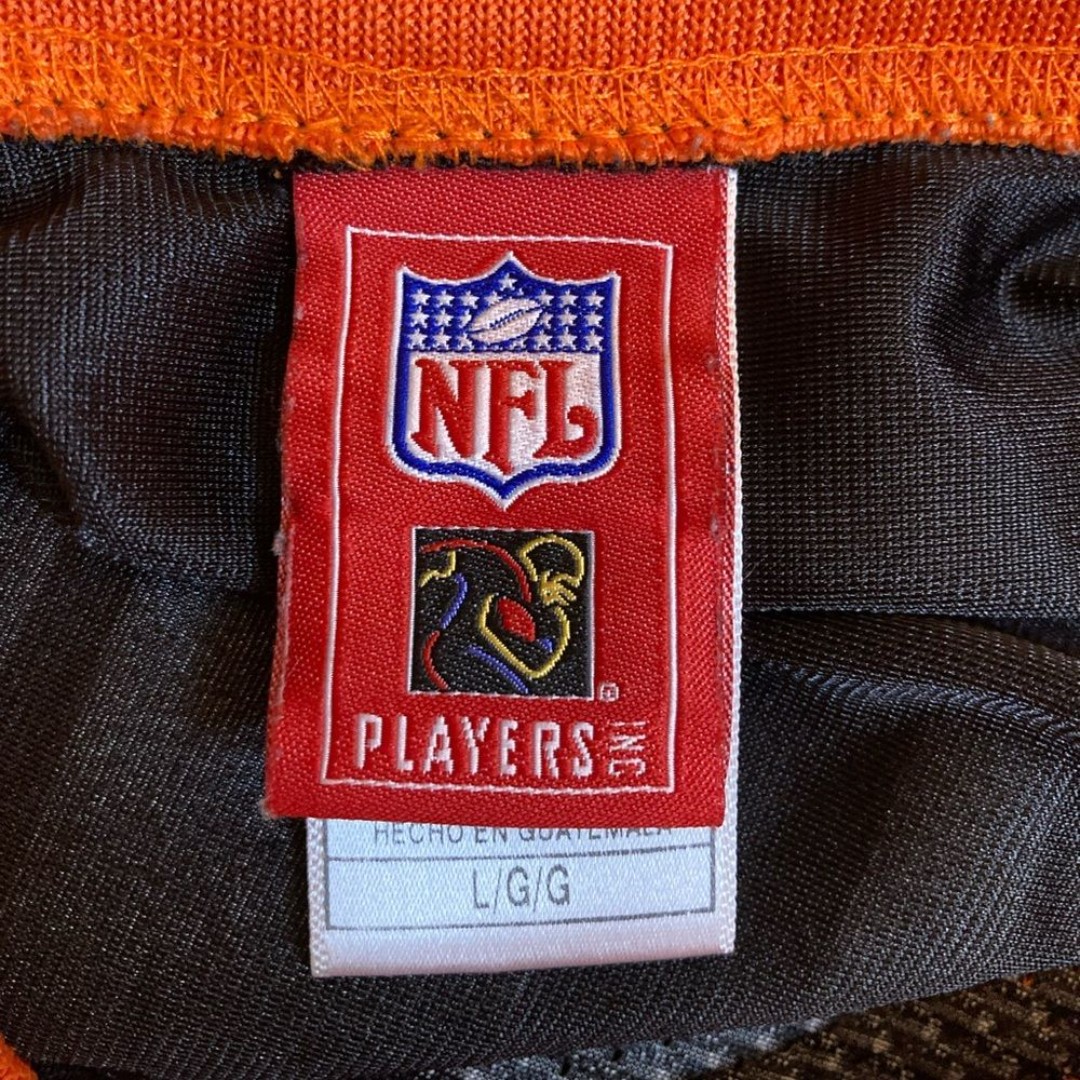 NFL
®
PLAYERS INC
HECHO EN GUATEMALA
L/G/G